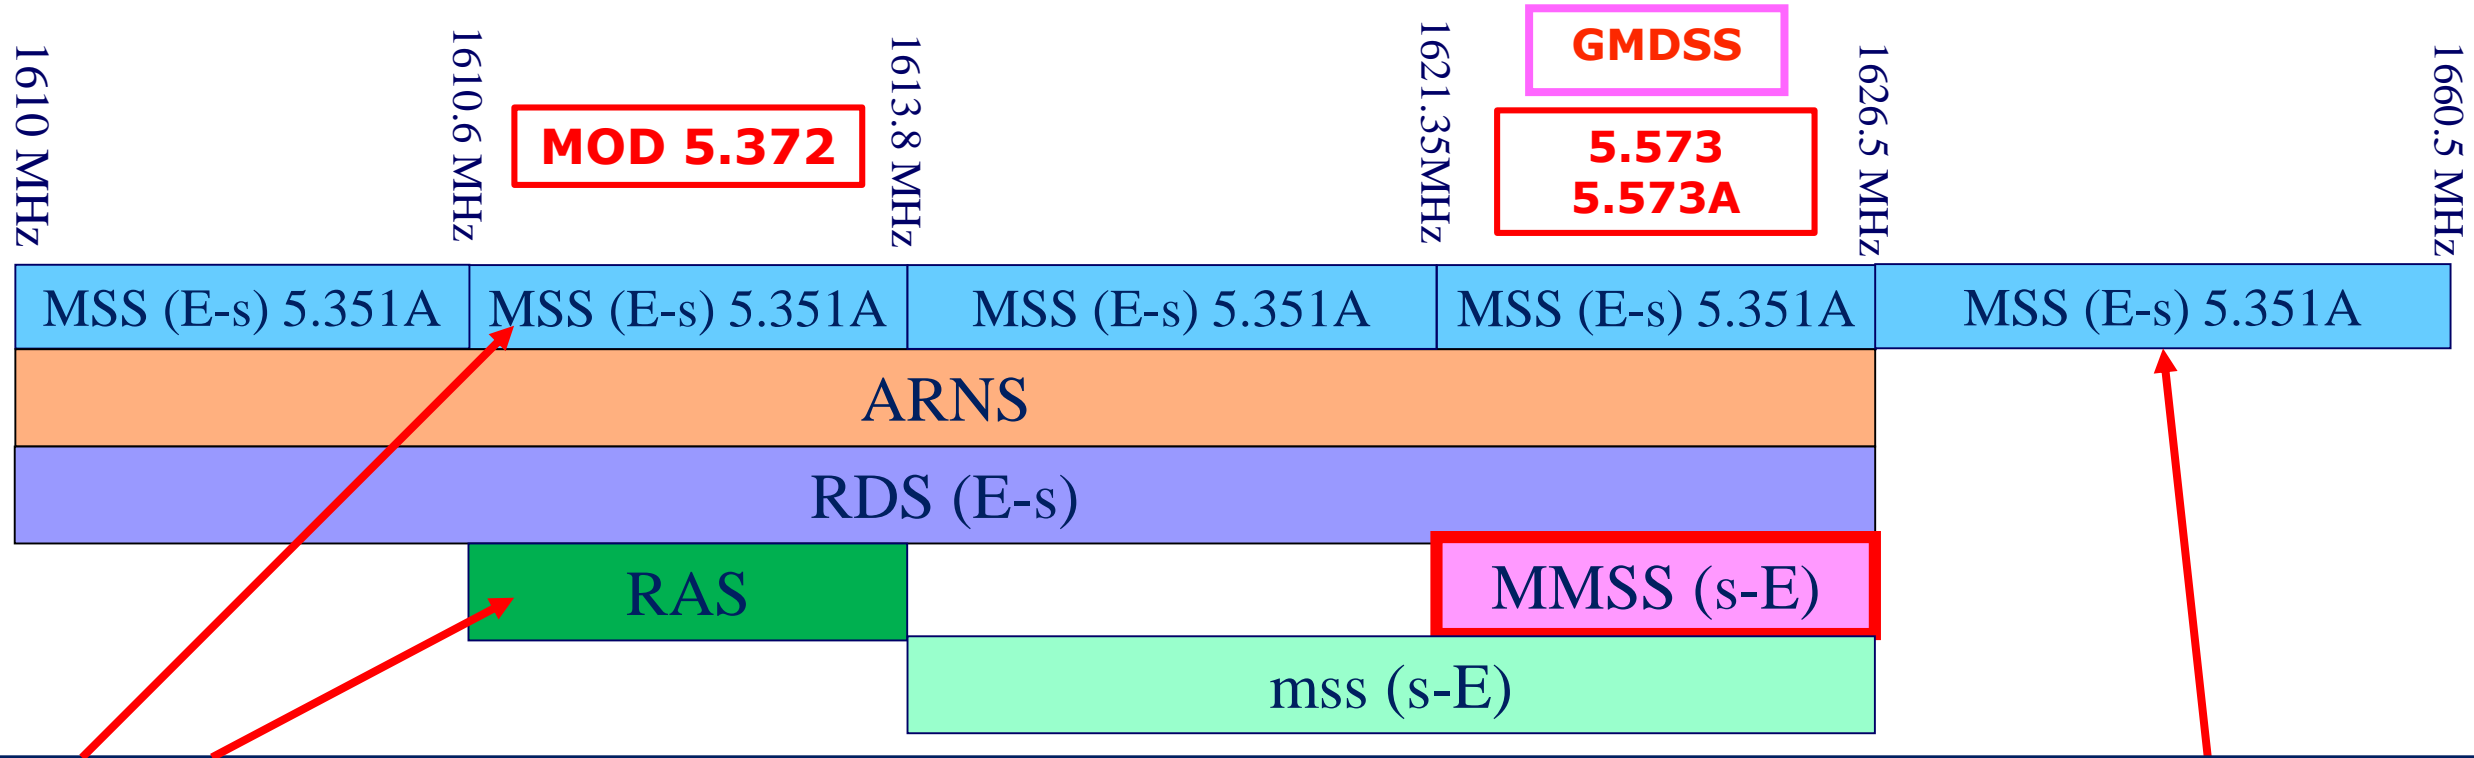 1610 MHz
1610.6 MHz
1613.8 MHz
1621.35MHz
1626.5 MHz
1660.5 MHz
GMDSS
MOD 5.372
5.573
5.573A
MSS (E-s) 5.351A
MSS (E-s) 5.351A
MSS (E-s) 5.351A
MSS (E-s) 5.351A
MSS (E-s) 5.351A
ARNS
RDS (E-s)
RAS
MMSS (s-E)
mss (s-E)